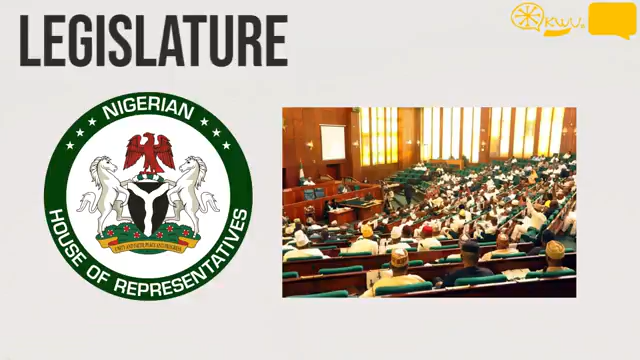 LEGISLATURE
KWU
NIGERIAN
HOUSE OF REPRESENTATIVES
UNITY AND FAITH, PEACE AND PROGRESS